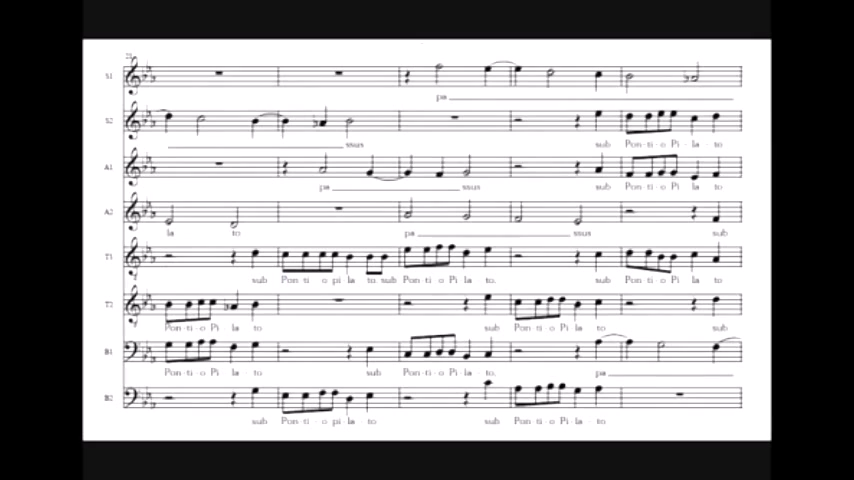 S1 pa
S2 ssus sub Pon - ti - o Pi - la - to
A1 pa ssus sub Pon - ti - o Pi la to
A2 la to pa ssus sub
T1 sub Pon - ti o pi la to. sub Pon - ti - o Pi la to. sub Pon - ti - o Pi la to
T2 Pon - ti - o Pi la to sub Pon - ti - o Pi la to sub
B1 Pon - ti - o Pi la to sub Pon - ti - o Pi - la - to. pa
B2 sub Pon - ti - o pi - la to sub Pon - ti - o Pi - la - to